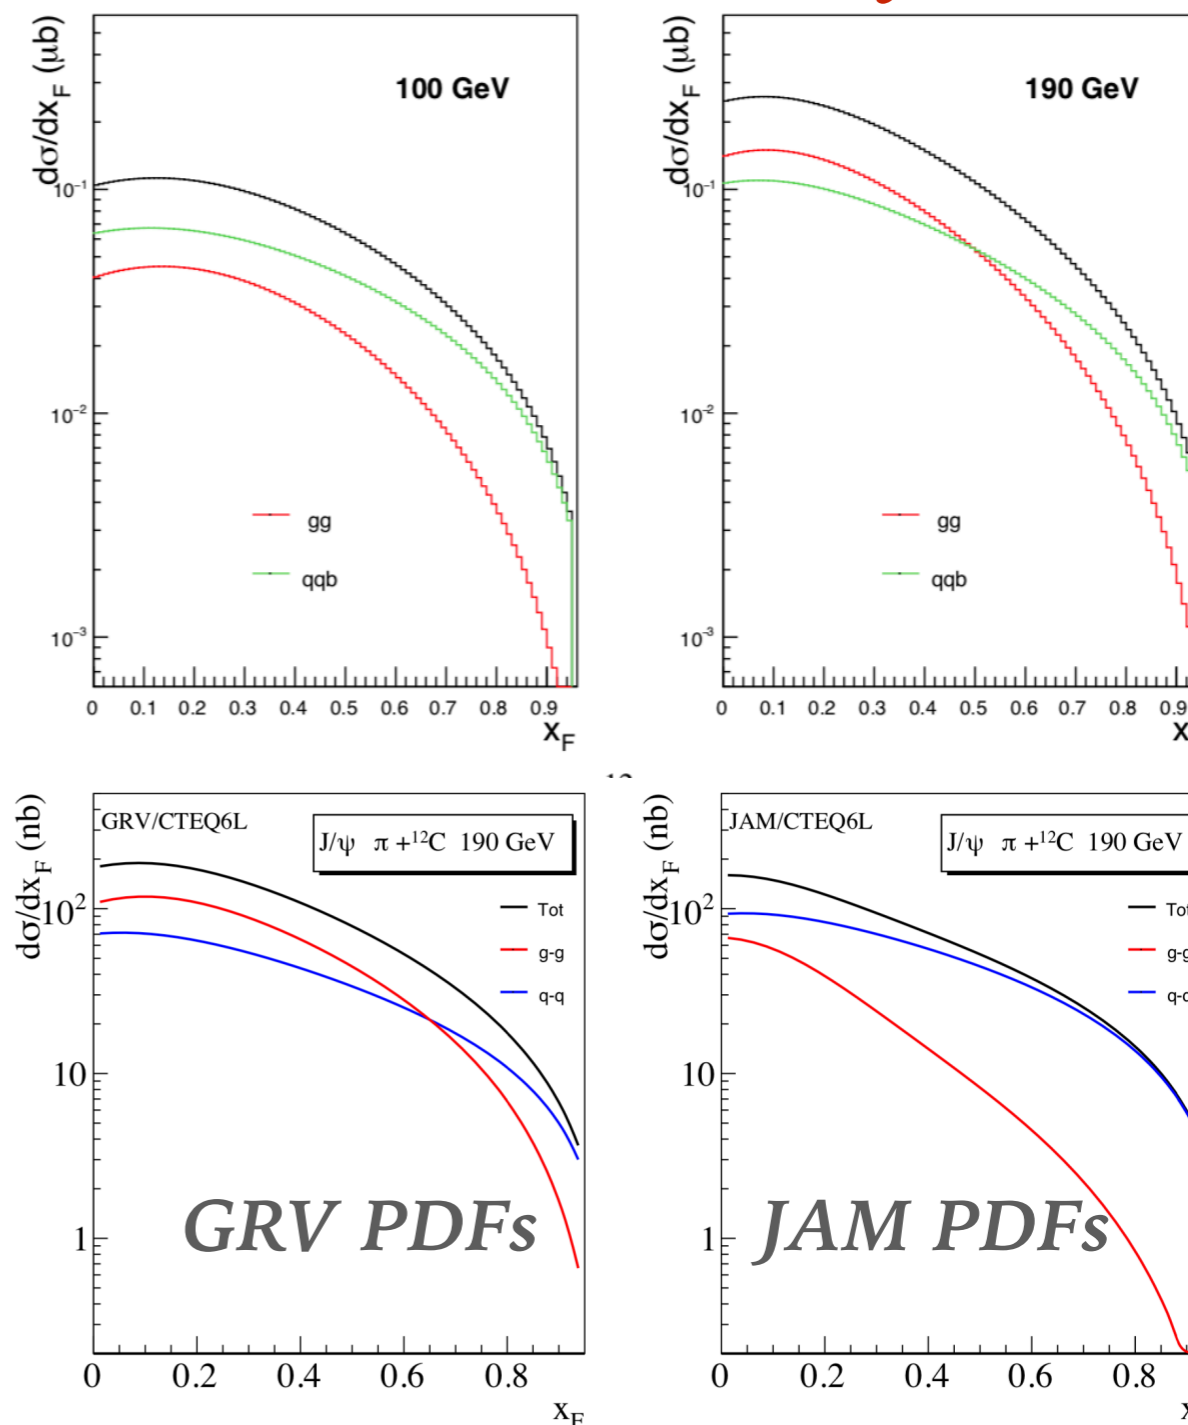 dσ/dx_F (μb)
100 GeV
10⁻¹
10⁻²
10⁻³
gg
qqb
0 0.1 0.2 0.3 0.4 0.5 0.6 0.7 0.8 0.9
x_F
dσ/dx_F (μb)
190 GeV
10⁻¹
10⁻²
10⁻³
gg
qqb
0 0.1 0.2 0.3 0.4 0.5 0.6 0.7 0.8 0.9
x
dσ/dx_F (nb)
GRV/CTEQ6L
J/ψ π +¹²C 190 GeV
10²
10
1
Tot
g-g
q-q
GRV PDFs
0 0.2 0.4 0.6 0.8
x_F
dσ/dx_F (nb)
JAM/CTEQ6L
J/ψ π +¹²C 190 GeV
10²
10
1
JAM PDFs
0 0.2 0.4 0.6 0.8